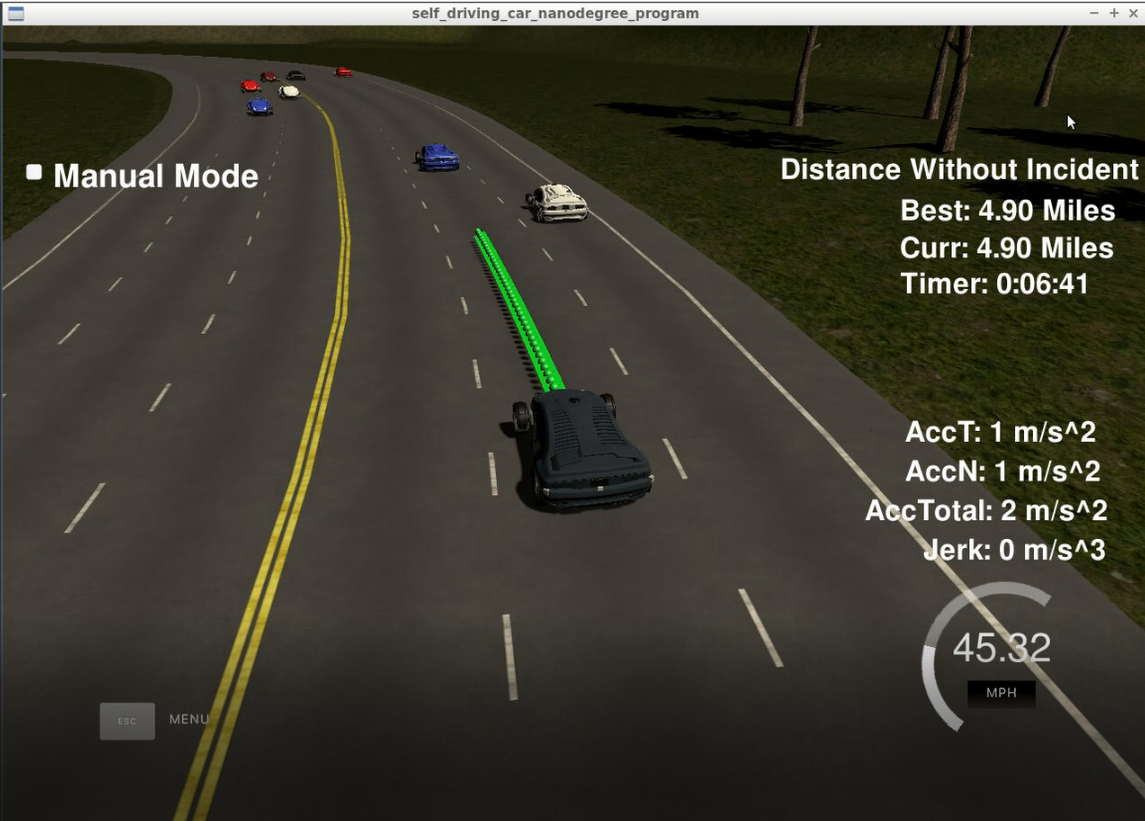 self_driving_car_nanodegree_program
Manual Mode
Distance Without Incident
Best: 4.90 Miles
Curr: 4.90 Miles
Timer: 0:06:41
AccT: 1 m/s^2
AccN: 1 m/s^2
AccTotal: 2 m/s^2
Jerk: 0 m/s^3
45.32
MPH
ESC MENU